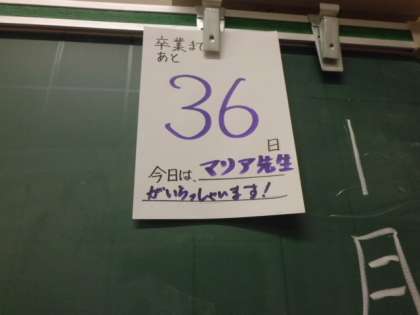 卒業まで
あと
36
日
今日は、マリア先生
がいらっしゃいます!
一
月